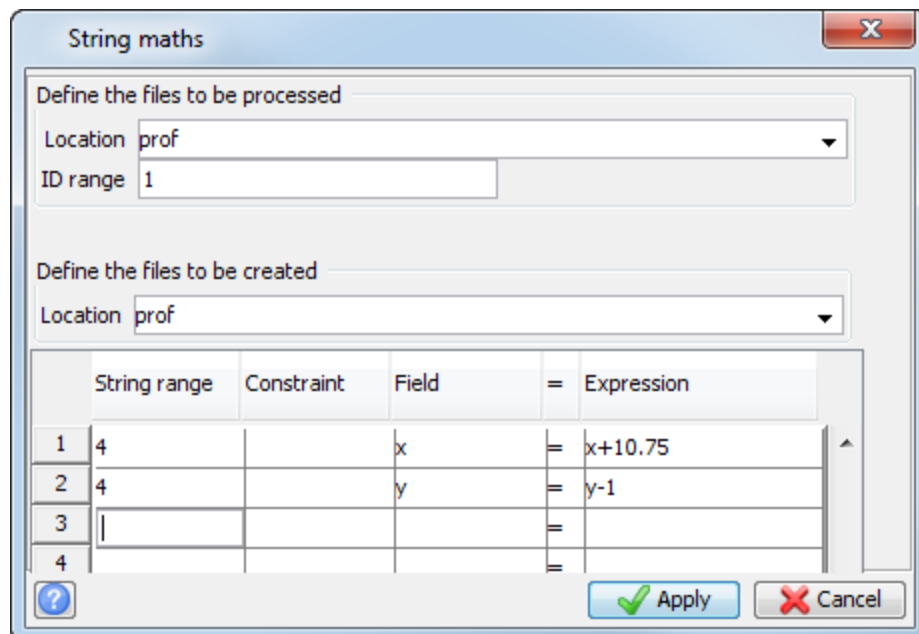 String maths
Define the files to be processed
Location prof
ID range 1
Define the files to be created
Location prof
String range Constraint Field = Expression
1 4 x = x+10.75
2 4 y = y-1
3 =
4 =
? Apply Cancel